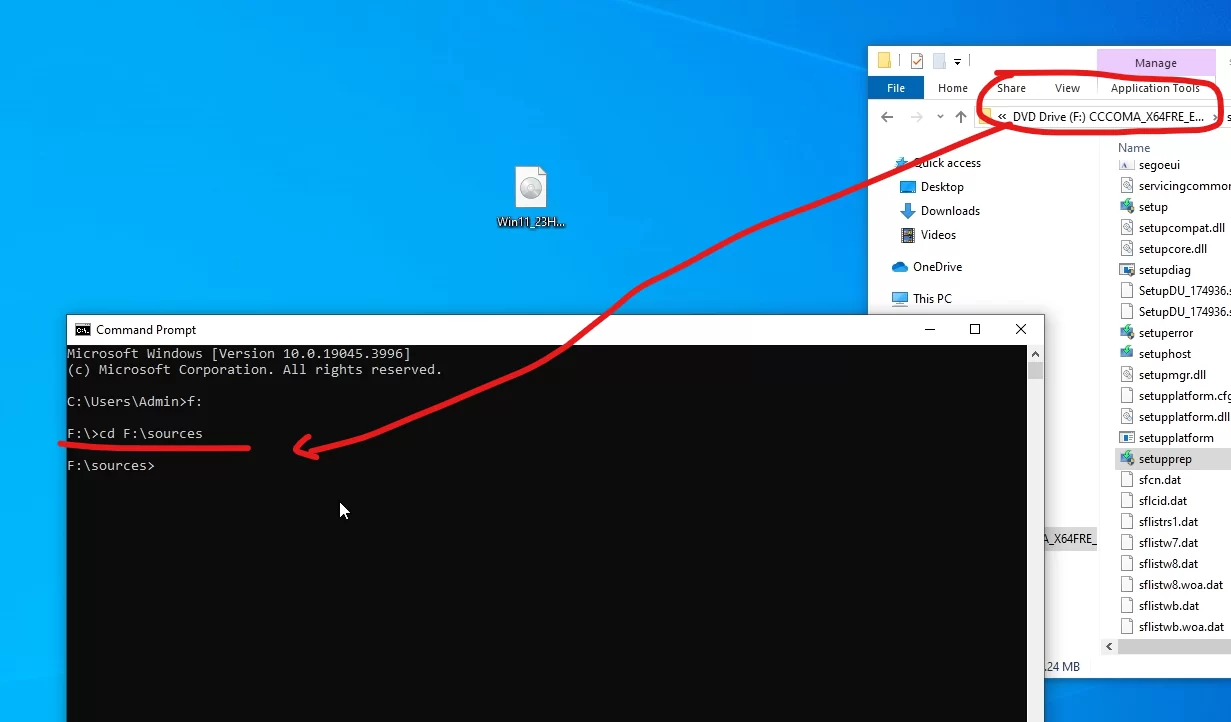 Manage
File
Home
Share
View
Application Tools
« DVD Drive (F:) CCCOMA_X64FRE_E...
Name
Quick access
Desktop
Downloads
Videos
OneDrive
This PC
A_X64FRE_
segoeui
servicingcommo
setup
setupcompat.dll
setupcore.dll
setupdiag
SetupDU_174936.s
SetupDU_174936.s
setuperror
setuphost
setupmgr.dll
setupplatform.cfg
setupplatform.dll
setupplatform
setupprep
sfcn.dat
sflcid.dat
sflistrs1.dat
sflistw7.dat
sflistw8.dat
sflistw8.woa.dat
sflistwb.dat
sflistwb.woa.dat
.24 MB
Win11_23H...
Command Prompt
Microsoft Windows [Version 10.0.19045.3996]
(c) Microsoft Corporation. All rights reserved.
C:\Users\Admin>f:
F:\>cd F:\sources
F:\sources>